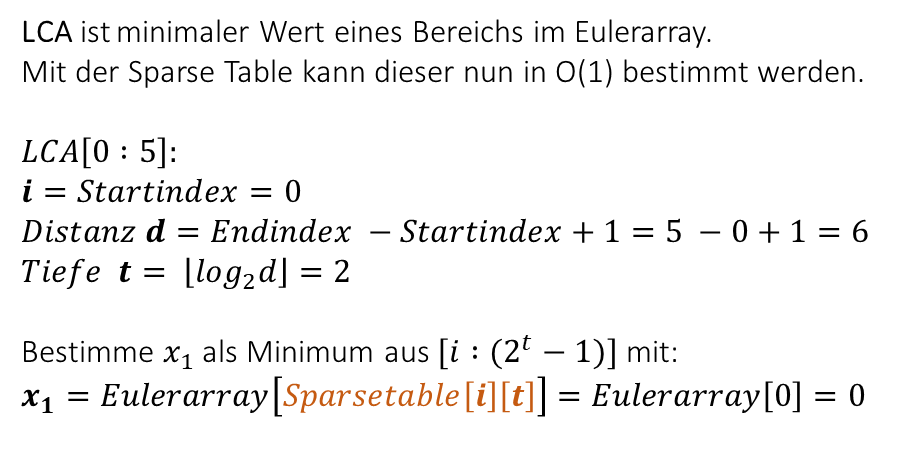 LCA ist minimaler Wert eines Bereichs im Eulerarray.
Mit der Sparse Table kann dieser nun in O(1) bestimmt werden.
LCA[0 : 5]:
i = Startindex = 0
Distanz d = Endindex − Startindex + 1 = 5 − 0 + 1 = 6
Tiefe t = ⌊log₂d⌋ = 2
Bestimme x₁ als Minimum aus [i : (2ᵗ − 1)] mit:
x₁ = Eulerarray[Sparsetable[i][t]] = Eulerarray[0] = 0